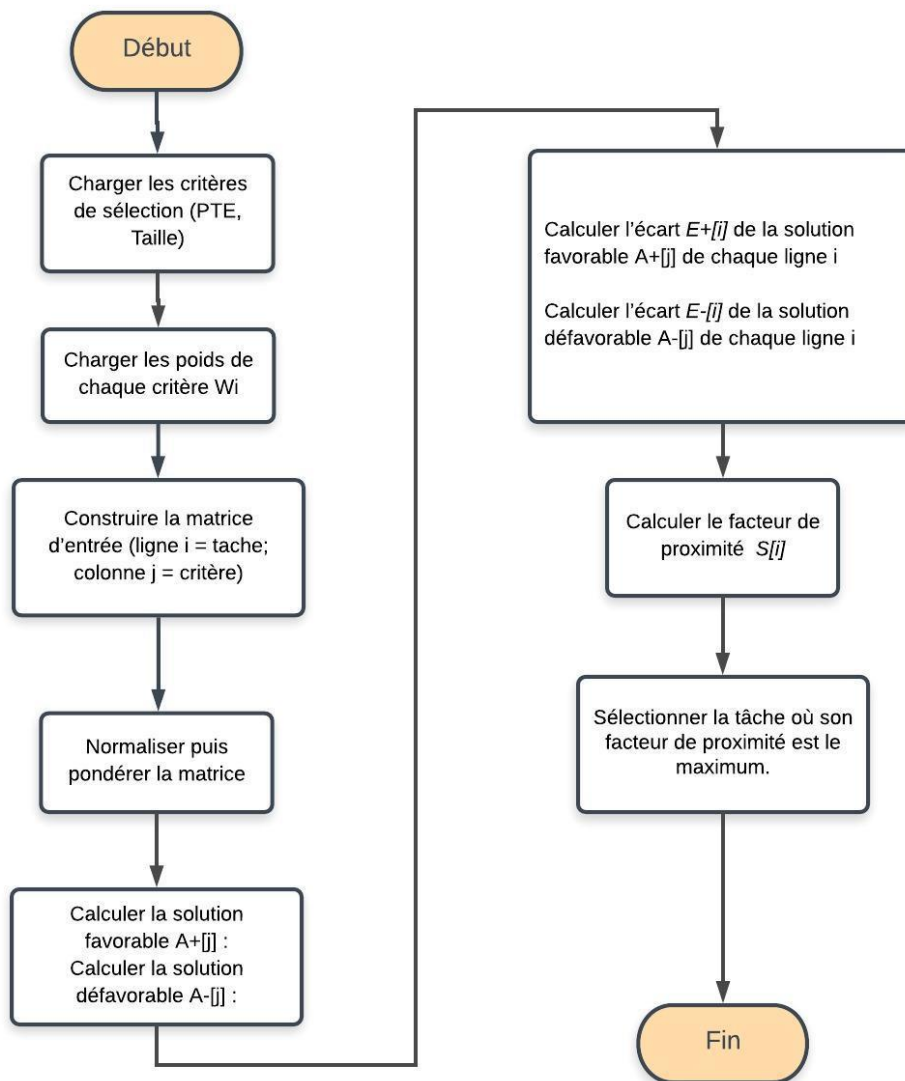 Début
Charger les critères
de sélection (PTE,
Taille)
Charger les poids de
chaque critère Wi
Construire la matrice
d'entrée (ligne i = tache;
colonne j = critère)
Normaliser puis
pondérer la matrice
Calculer la solution
favorable A+[j] :
Calculer la solution
défavorable A-[j] :
Calculer l'écart E+[i] de la solution
favorable A+[j] de chaque ligne i
Calculer l'écart E-[i] de la solution
défavorable A-[j] de chaque ligne i
Calculer le facteur de
proximité S[i]
Sélectionner la tâche où son
facteur de proximité est le
maximum.
Fin